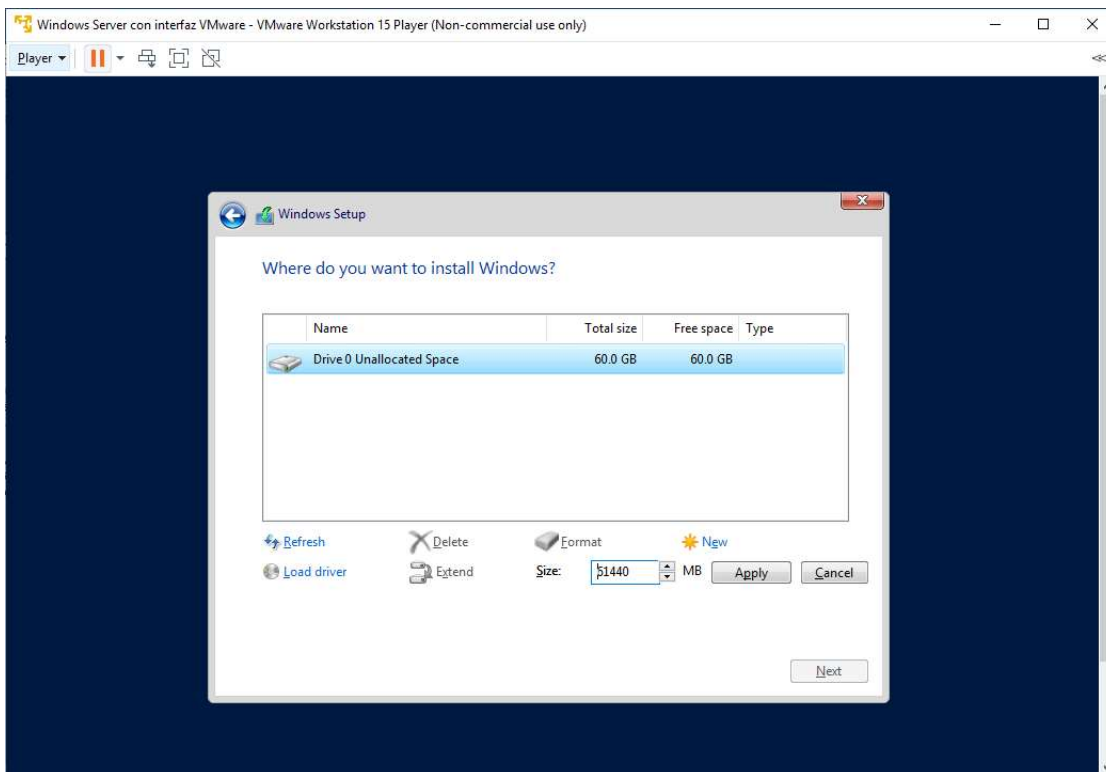 Windows Server con interfaz VMware - VMware Workstation 15 Player (Non-commercial use only)
Player
Windows Setup
Where do you want to install Windows?
Name Total size Free space Type
Drive 0 Unallocated Space 60.0 GB 60.0 GB
Refresh Delete Format New
Load driver Extend Size: 51440 MB Apply Cancel
Next